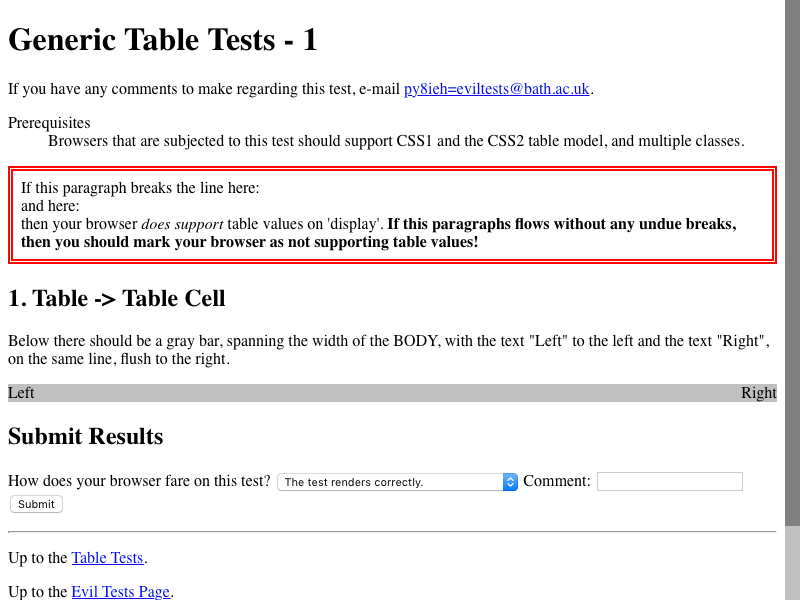 Generic Table Tests - 1
If you have any comments to make regarding this test, e-mail py8ieh=eviltests@bath.ac.uk.
Prerequisites
Browsers that are subjected to this test should support CSS1 and the CSS2 table model, and multiple classes.
If this paragraph breaks the line here:
and here:
then your browser does support table values on 'display'. If this paragraphs flows without any undue breaks,
then you should mark your browser as not supporting table values!
1. Table -> Table Cell
Below there should be a gray bar, spanning the width of the BODY, with the text "Left" to the left and the text "Right",
on the same line, flush to the right.
Left Right
Submit Results
How does your browser fare on this test? The test renders correctly. Comment:
Submit
Up to the Table Tests.
Up to the Evil Tests Page.